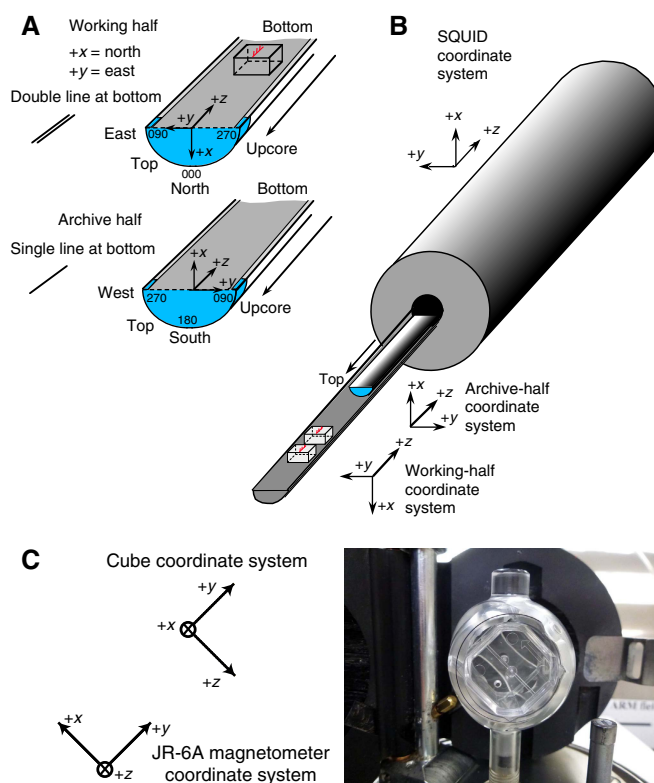 A
Working half
+x = north
+y = east
Double line at bottom
Bottom
+z
+y
East
090
270
+x
Top
Upcore
000
North
Archive half
Single line at bottom
Bottom
+x
+z
+y
West
270
090
Top
180
South
Upcore
B
SQUID
coordinate
system
+x
+z
+y
Top
+x
+z
+y
Archive-half
coordinate
system
+z
+y
+x
Working-half
coordinate
system
C
Cube coordinate system
+y
+x
+z
+x
+y
+z
JR-6A magnetometer
coordinate system
ARM fiel